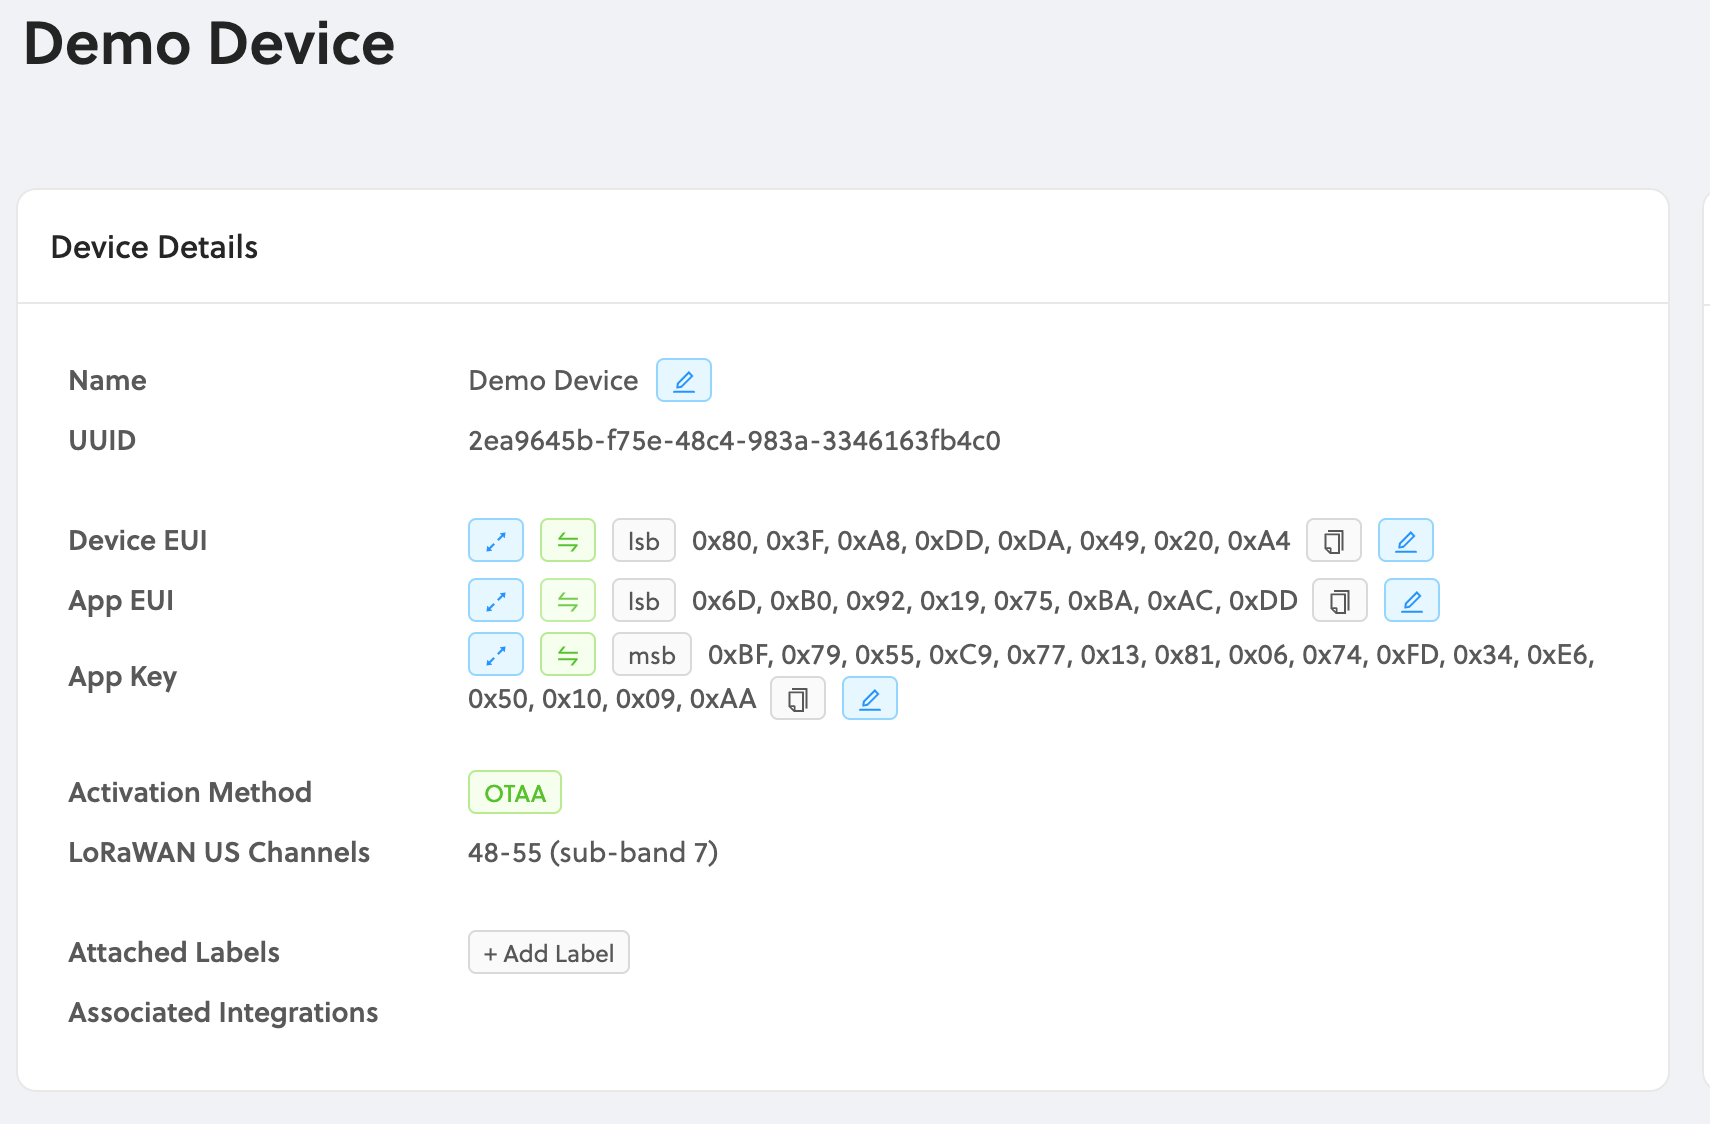 Demo Device
Device Details
Name Demo Device
UUID 2ea9645b-f75e-48c4-983a-3346163fb4c0
Device EUI lsb 0x80, 0x3F, 0xA8, 0xDD, 0xDA, 0x49, 0x20, 0xA4
App EUI lsb 0x6D, 0xB0, 0x92, 0x19, 0x75, 0xBA, 0xAC, 0xDD
App Key msb 0xBF, 0x79, 0x55, 0xC9, 0x77, 0x13, 0x81, 0x06, 0x74, 0xFD, 0x34, 0xE6,
0x50, 0x10, 0x09, 0xAA
Activation Method OTAA
LoRaWAN US Channels 48-55 (sub-band 7)
Attached Labels + Add Label
Associated Integrations